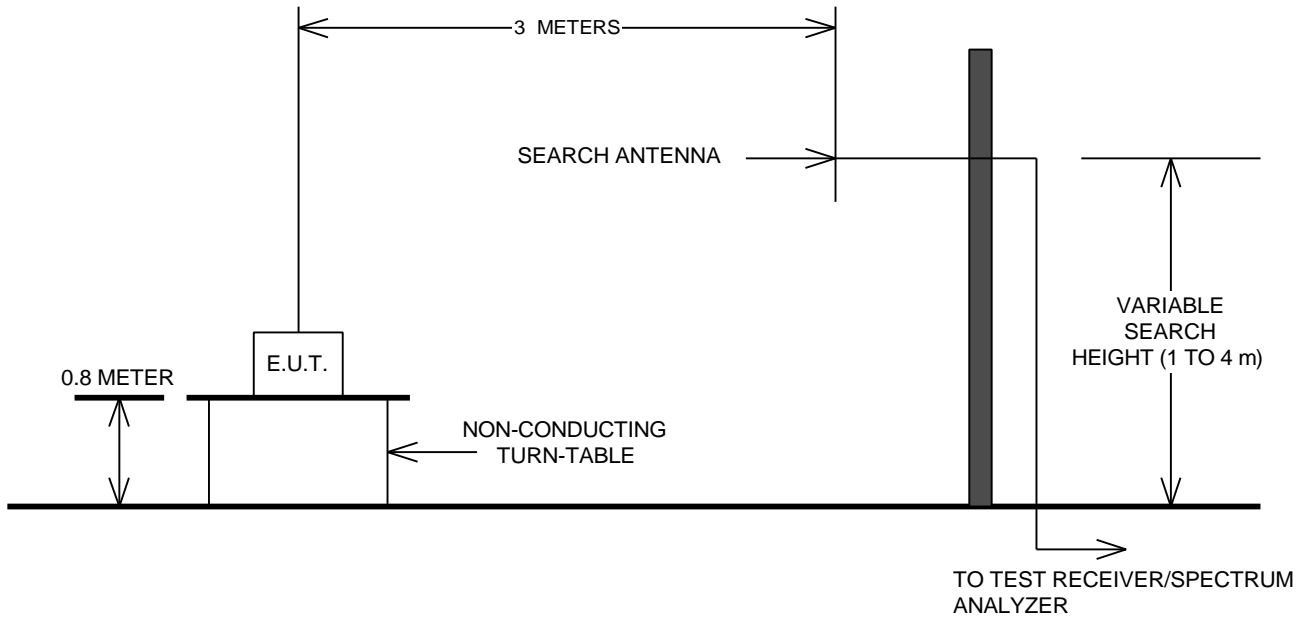 3 METERS
SEARCH ANTENNA
VARIABLE
SEARCH
HEIGHT (1 TO 4 m)
E.U.T.
0.8 METER
NON-CONDUCTING
TURN-TABLE
TO TEST RECEIVER/SPECTRUM
ANALYZER